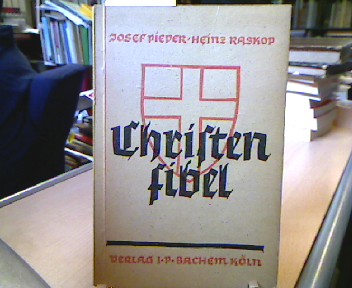 JOSEF PIEPER · HEINZ RASKOP
Christen
fibel
VERLAG J·P·BACHEM KÖLN